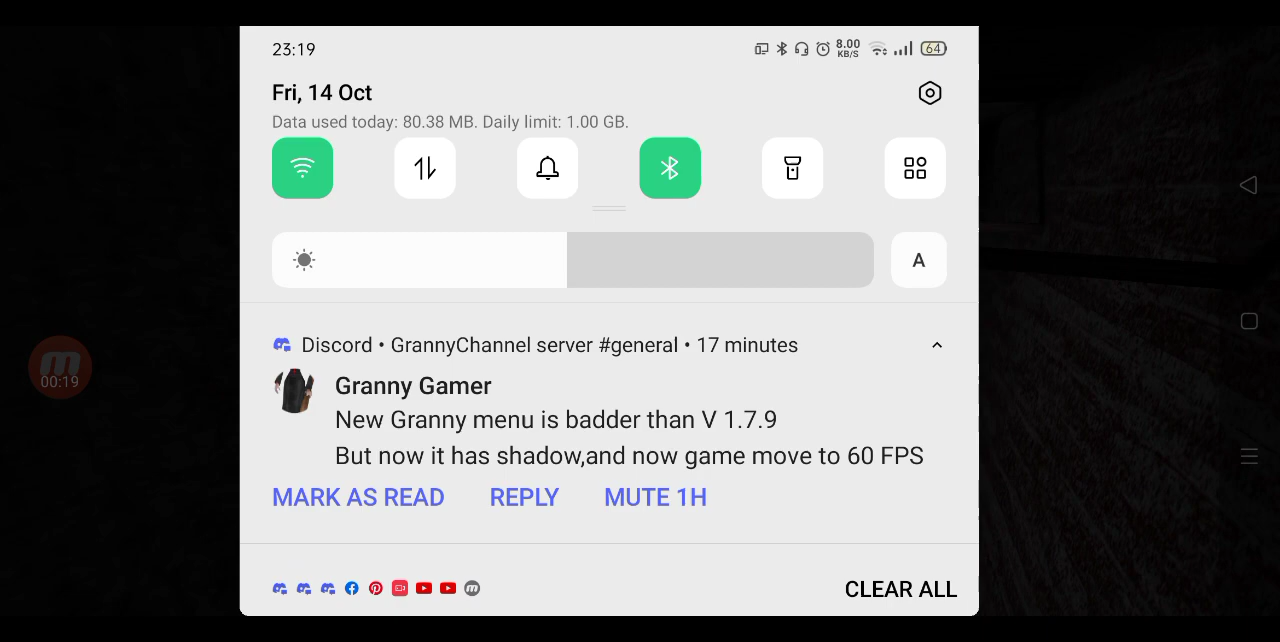 23:19
8.00
KB/S
64
Fri, 14 Oct
Data used today: 80.38 MB. Daily limit: 1.00 GB.
A
Discord • GrannyChannel server #general • 17 minutes
00:19
Granny Gamer
New Granny menu is badder than V 1.7.9
But now it has shadow,and now game move to 60 FPS
MARK AS READ REPLY MUTE 1H
CLEAR ALL